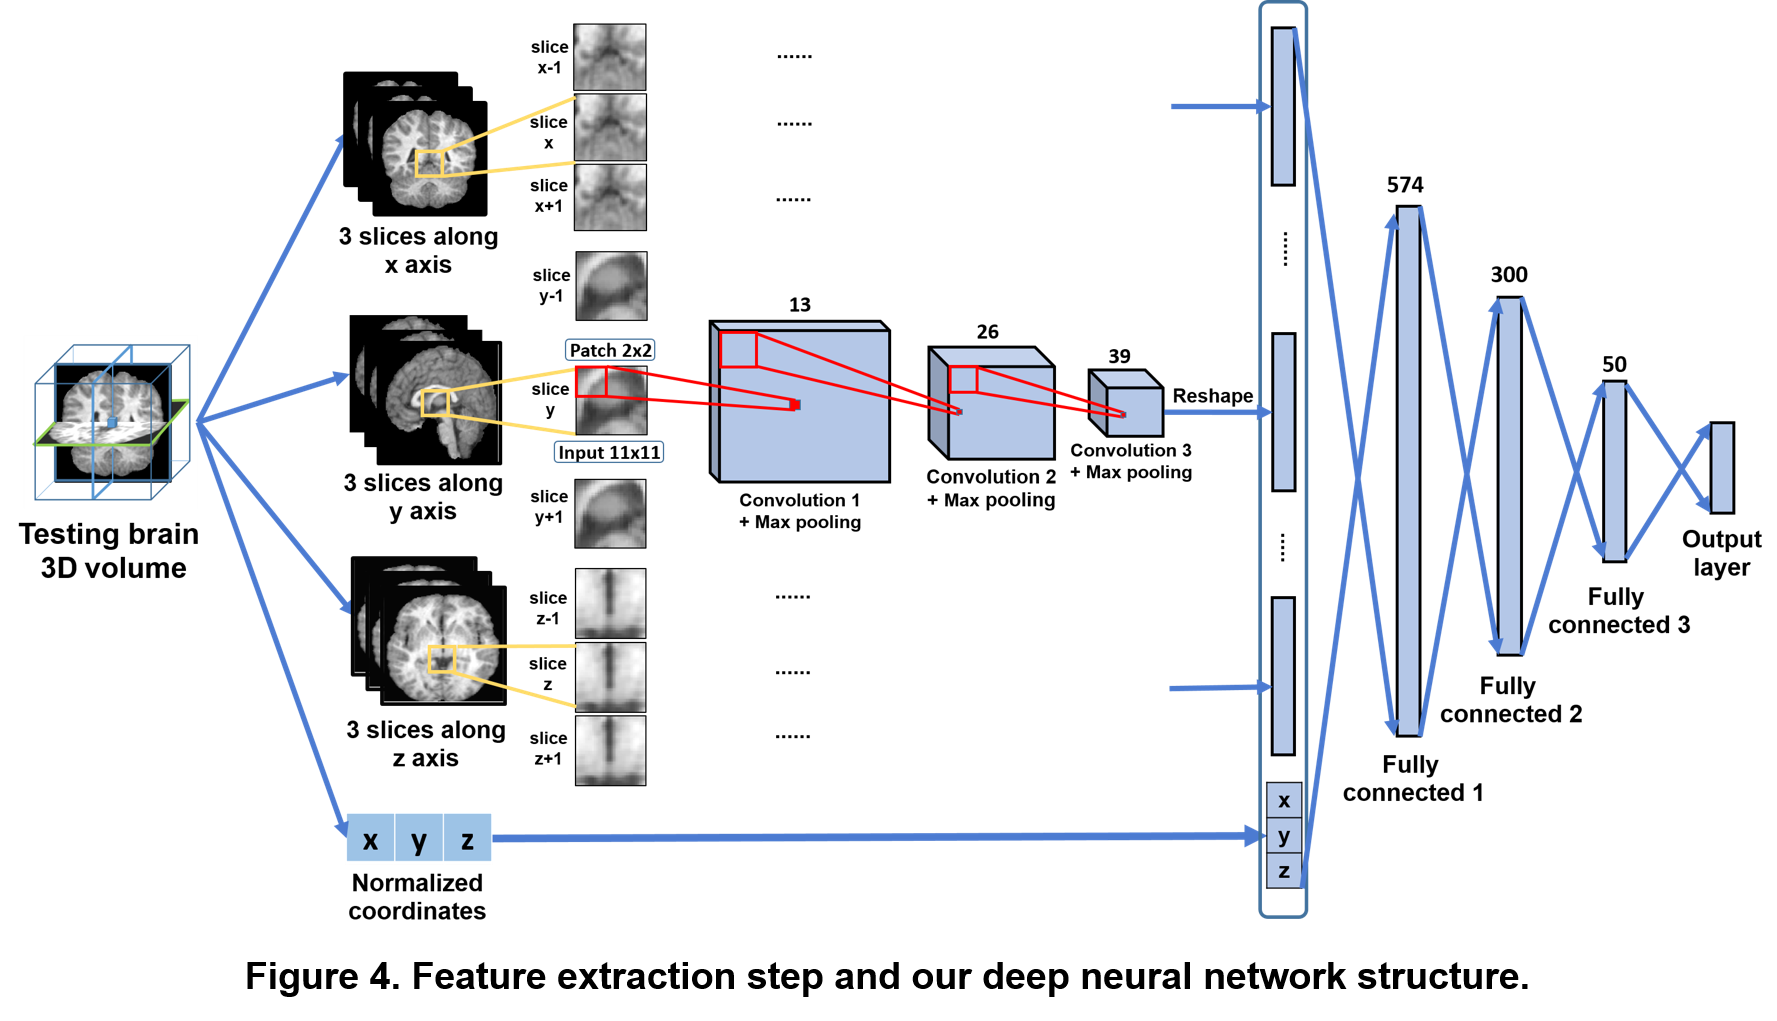 slice
x-1
......
slice
x
......
slice
x+1
......
3 slices along
x axis
slice
y-1
Patch 2x2
slice
y
Input 11x11
slice
y+1
3 slices along
y axis
Testing brain
3D volume
slice
z-1
......
slice
z
......
slice
z+1
......
3 slices along
z axis
x y z
Normalized
coordinates
13
Convolution 1
+ Max pooling
26
Convolution 2
+ Max pooling
39
Convolution 3
+ Max pooling
Reshape
......
......
x
y
z
574
Fully
connected 1
300
Fully
connected 2
50
Fully
connected 3
Output
layer
Figure 4. Feature extraction step and our deep neural network structure.